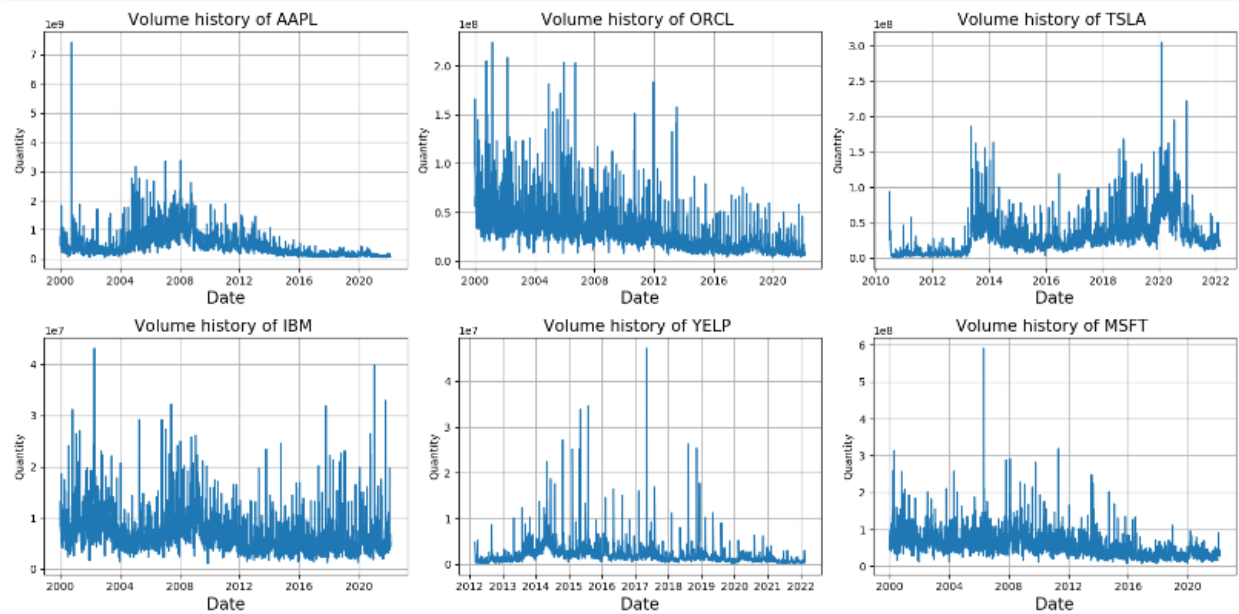 Volume history of AAPL
1e9
7
6
5
4
3
2
1
0
Quantity
2000 2004 2008 2012 2016 2020
Date
Volume history of ORCL
1e8
2.0
1.5
1.0
0.5
0.0
Quantity
2000 2004 2008 2012 2016 2020
Date
Volume history of TSLA
1e8
3.0
2.5
2.0
1.5
1.0
0.5
0.0
Quantity
2010 2012 2014 2016 2018 2020 2022
Date
Volume history of IBM
1e7
4
3
2
1
0
Quantity
2000 2004 2008 2012 2016 2020
Date
Volume history of YELP
1e7
4
3
2
1
0
Quantity
2012 2013 2014 2015 2016 2017 2018 2019 2020 2021 2022
Date
Volume history of MSFT
1e8
6
5
4
3
2
1
0
Quantity
2000 2004 2008 2012 2016 2020
Date